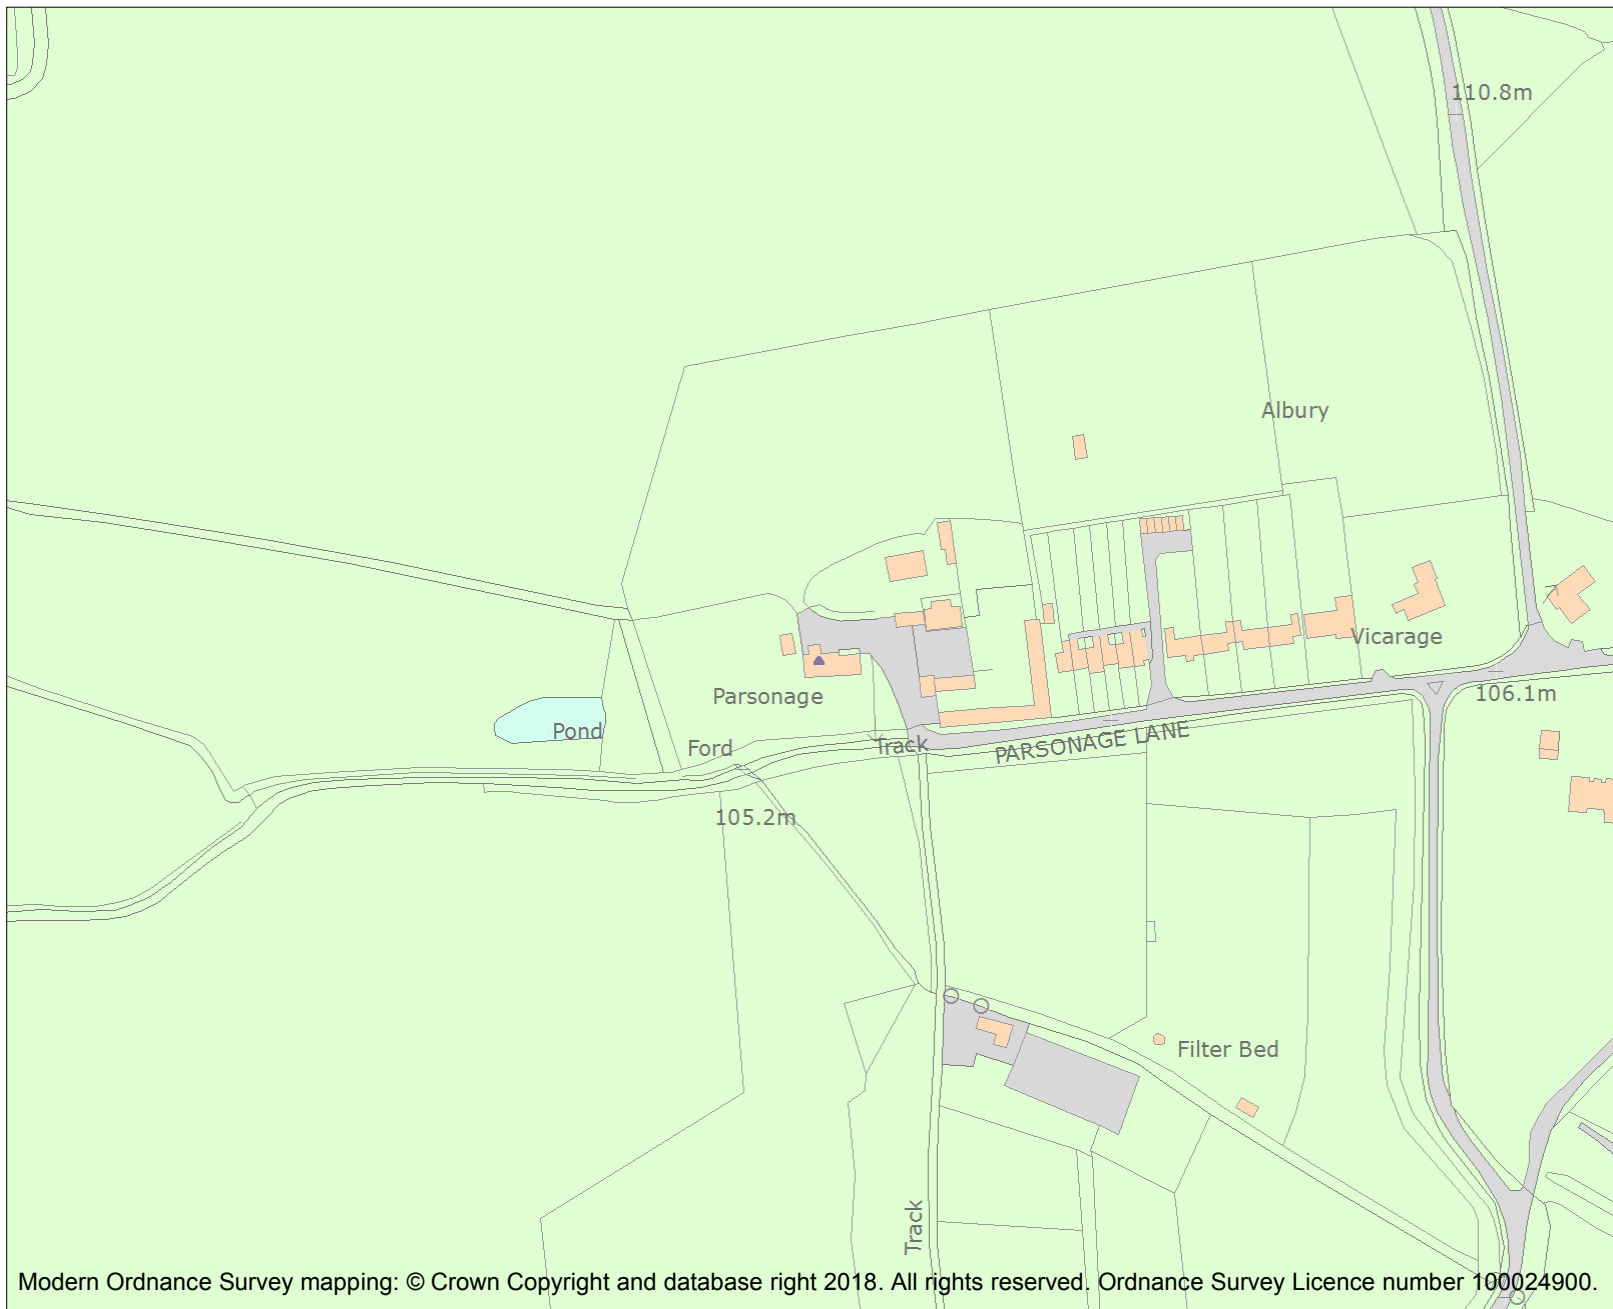 110.8m
Albury
Vicarage
106.1m
Parsonage
Pond
Ford
Track
PARSONAGE LANE
105.2m
Filter Bed
Track
Modern Ordnance Survey mapping: © Crown Copyright and database right 2018. All rights reserved. Ordnance Survey Licence number 100024900.